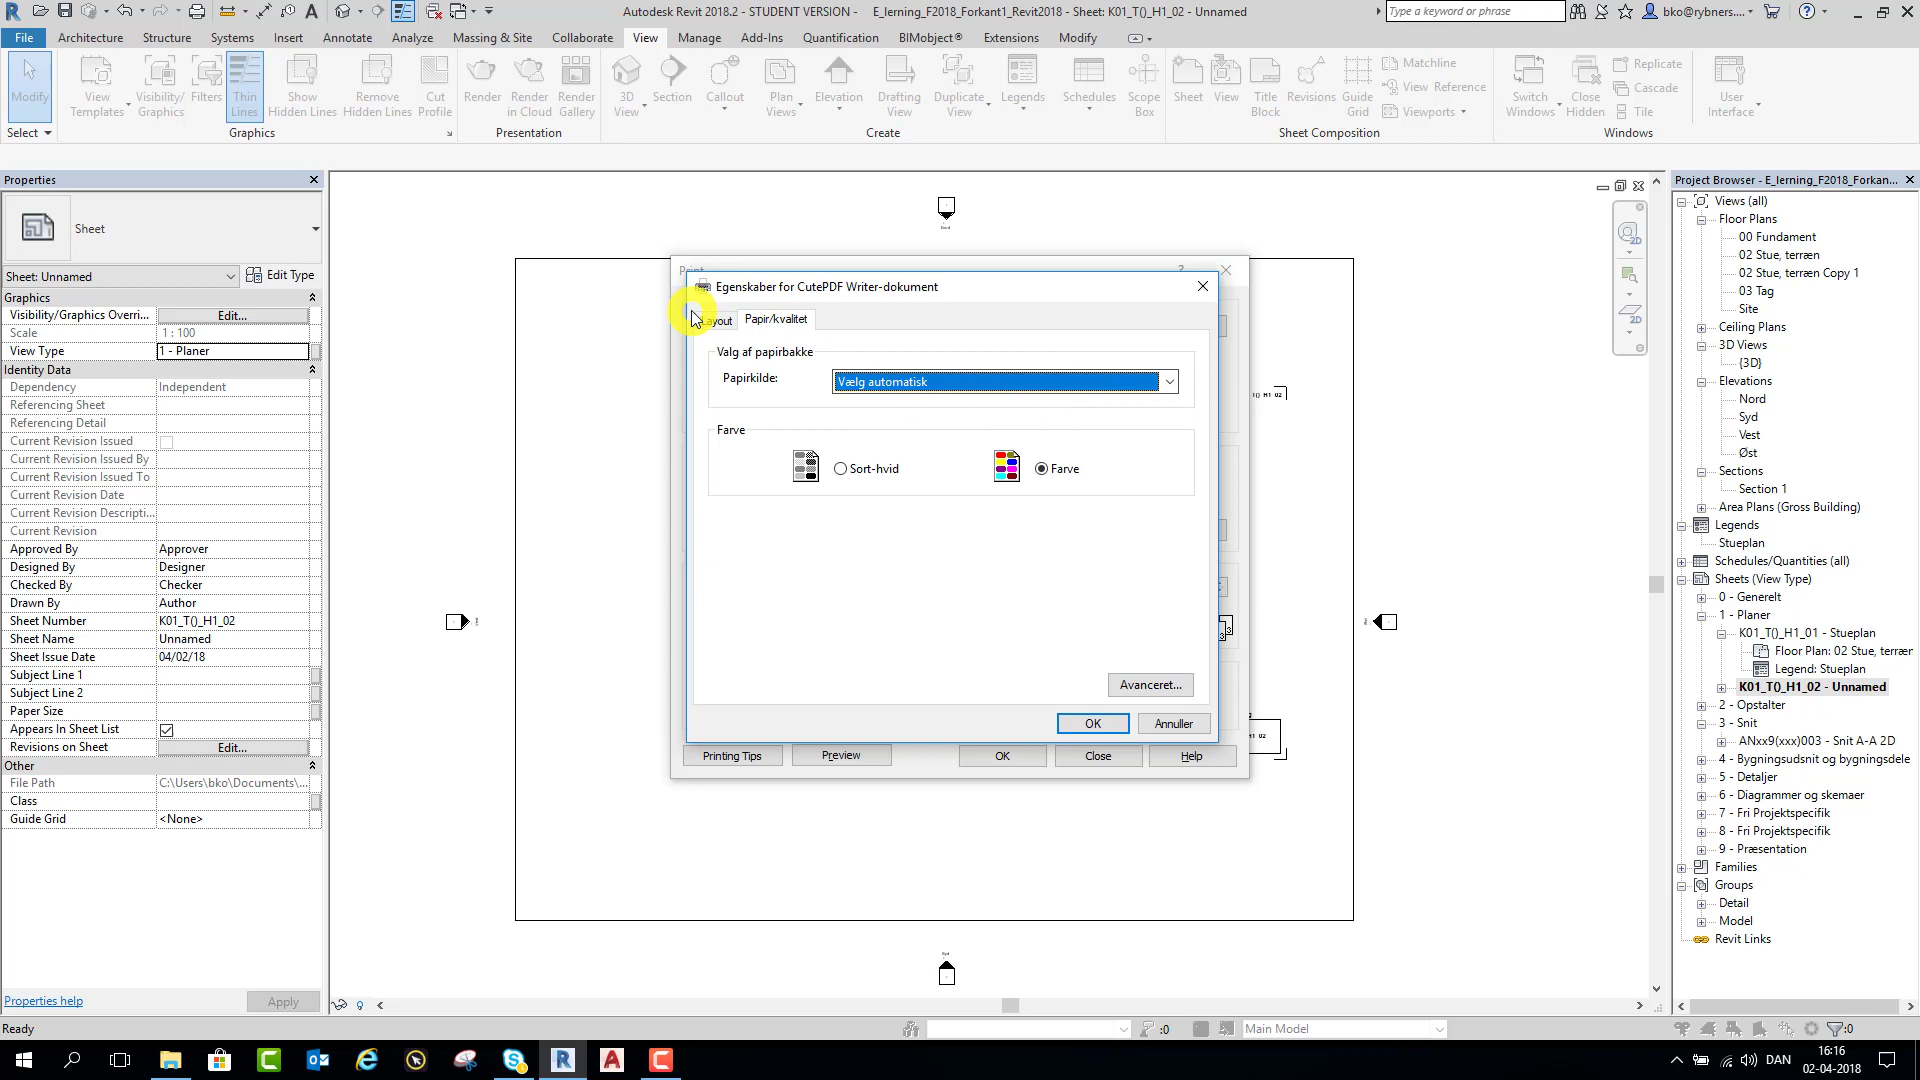 Autodesk Revit 2018.2 - STUDENT VERSION - E_lerning_F2018_Forkant1_Revit2018 - Sheet: K01_T()_H1_02 - Unnamed
Type a keyword or phrase
bko@rybners....
File Architecture Structure Systems Insert Annotate Analyze Massing & Site Collaborate View Manage Add-Ins Quantification BIMobject® Extensions Modify
Modify
View Templates
Visibility/ Graphics
Filters
Thin Lines
Show Hidden Lines
Remove Hidden Lines
Cut Profile
Render
Render in Cloud
Render Gallery
3D View
Section
Callout
Plan Views
Elevation
Drafting View
Duplicate View
Legends
Schedules
Scope Box
Sheet
View
Title Block
Revisions
Guide Grid
Matchline
View Reference
Viewports
Switch Windows
Close Hidden
Replicate
Cascade
Tile
User Interface
Select Graphics Presentation Create Sheet Composition Windows
Properties
Sheet
Sheet: Unnamed Edit Type
Graphics
Visibility/Graphics Overri... Edit...
Scale 1 : 100
View Type 1 - Planer
Identity Data
Dependency Independent
Referencing Sheet
Referencing Detail
Current Revision Issued
Current Revision Issued By
Current Revision Issued To
Current Revision Date
Current Revision Descripti...
Current Revision
Approved By Approver
Designed By Designer
Checked By Checker
Drawn By Author
Sheet Number K01_T()_H1_02
Sheet Name Unnamed
Sheet Issue Date 04/02/18
Subject Line 1
Subject Line 2
Paper Size
Appears In Sheet List
Revisions on Sheet Edit...
Other
File Path C:\Users\bko\Documents\...
Class
Guide Grid <None>
Properties help Apply
Nord
Print
Egenskaber for CutePDF Writer-dokument
Layout Papir/kvalitet
Valg af papirbakke
Papirkilde: Vælg automatisk
Farve
Sort-hvid Farve
Avanceret...
OK Annuller
Printing Tips Preview OK Close Help
Syd
Project Browser - E_lerning_F2018_Forkan...
Views (all)
Floor Plans
00 Fundament
02 Stue, terræn
02 Stue, terræn Copy 1
03 Tag
Site
Ceiling Plans
3D Views
{3D}
Elevations
Nord
Syd
Vest
Øst
Sections
Section 1
Area Plans (Gross Building)
Legends
Stueplan
Schedules/Quantities (all)
Sheets (View Type)
0 - Generelt
1 - Planer
K01_T()_H1_01 - Stueplan
Floor Plan: 02 Stue, terræn
Legend: Stueplan
K01_T()_H1_02 - Unnamed
2 - Opstalter
3 - Snit
ANxx9(xxx)003 - Snit A-A 2D
4 - Bygningsudsnit og bygningsdele
5 - Detaljer
6 - Diagrammer og skemaer
7 - Fri Projektspecifik
8 - Fri Projektspecifik
9 - Præsentation
Families
Groups
Detail
Model
Revit Links
Ready
:0
Main Model
:0
DAN
16:16
02-04-2018